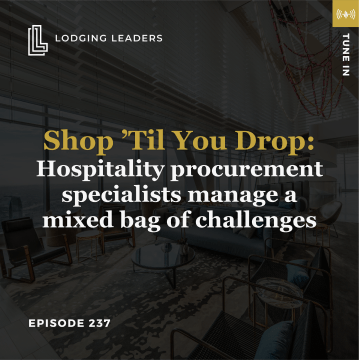 LODGING LEADERS
TUNE IN
Shop ’Til You Drop:
Hospitality procurement
specialists manage a
mixed bag of challenges
EPISODE 237